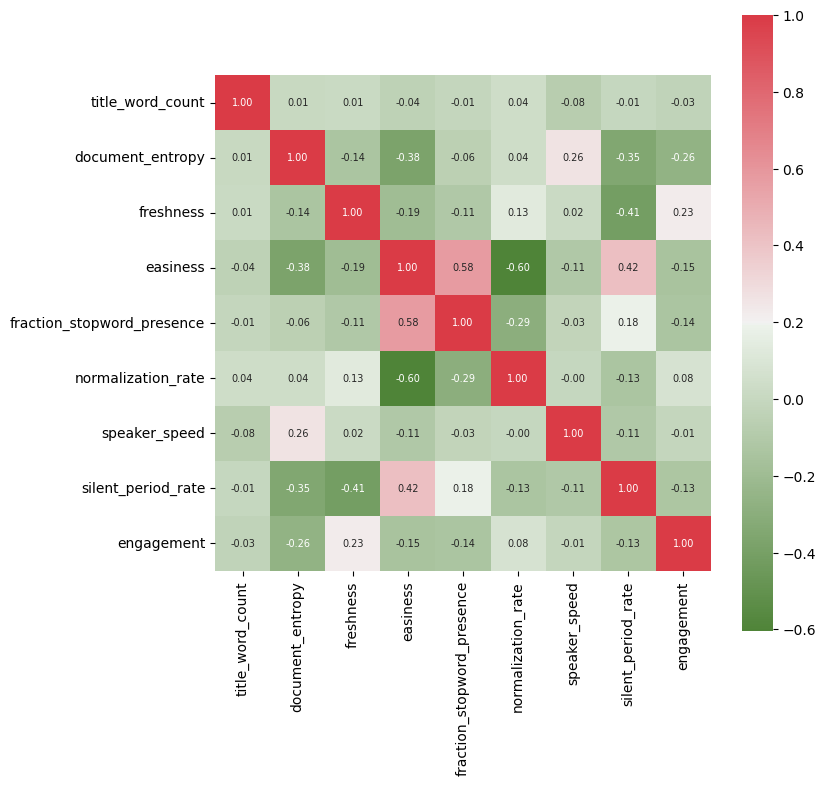 1.0
title_word_count 1.00 0.01 0.01 -0.04 -0.01 0.04 -0.08 -0.01 -0.03
0.8
document_entropy 0.01 1.00 -0.14 -0.38 -0.06 0.04 0.26 -0.35 -0.26
0.6
freshness 0.01 -0.14 1.00 -0.19 -0.11 0.13 0.02 -0.41 0.23
0.4
easiness -0.04 -0.38 -0.19 1.00 0.58 -0.60 -0.11 0.42 -0.15
0.2
fraction_stopword_presence -0.01 -0.06 -0.11 0.58 1.00 -0.29 -0.03 0.18 -0.14
normalization_rate 0.04 0.04 0.13 -0.60 -0.29 1.00 -0.00 -0.13 0.08
0.0
speaker_speed -0.08 0.26 0.02 -0.11 -0.03 -0.00 1.00 -0.11 -0.01
−0.2
silent_period_rate -0.01 -0.35 -0.41 0.42 0.18 -0.13 -0.11 1.00 -0.13
−0.4
engagement -0.03 -0.26 0.23 -0.15 -0.14 0.08 -0.01 -0.13 1.00
−0.6
title_word_count
document_entropy
freshness
easiness
fraction_stopword_presence
normalization_rate
speaker_speed
silent_period_rate
engagement